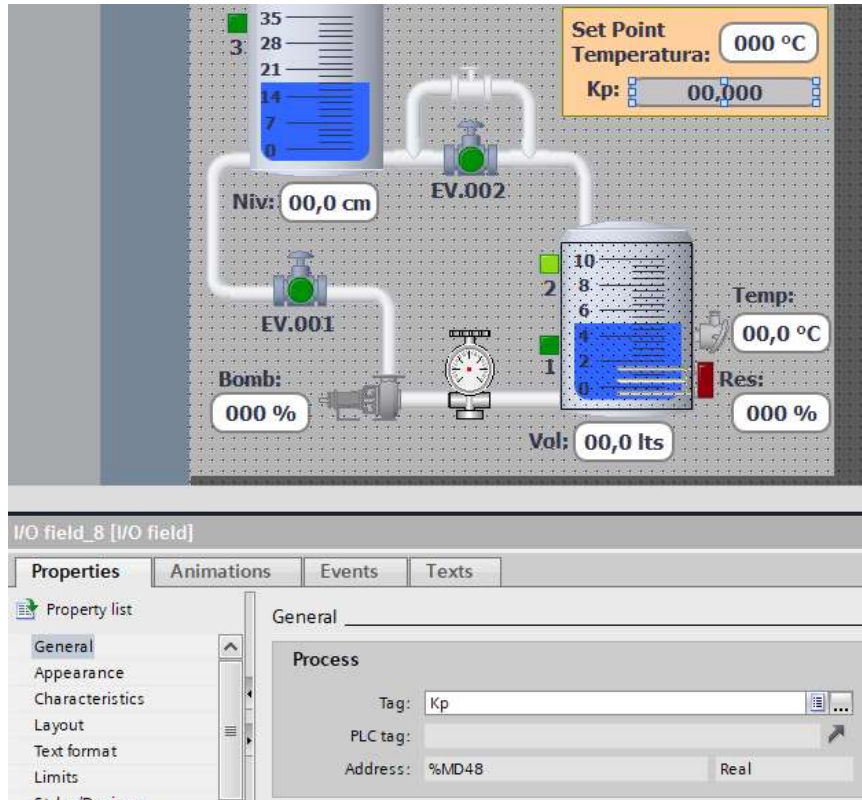 35
3
28
21
14
7
0
Set Point
Temperatura:
000 °C
Kp:
00,000
Niv:
00,0 cm
EV.002
EV.001
10
2
8
6
4
1
2
0
Temp:
00,0 °C
Bomb:
000 %
Res:
000 %
Vol:
00,0 lts
I/O field_8 [I/O field]
Properties
Animations
Events
Texts
Property list
General
Appearance
Characteristics
Layout
Text format
Limits
General
Process
Tag:
Kp
...
PLC tag:
Address:
%MD48
Real